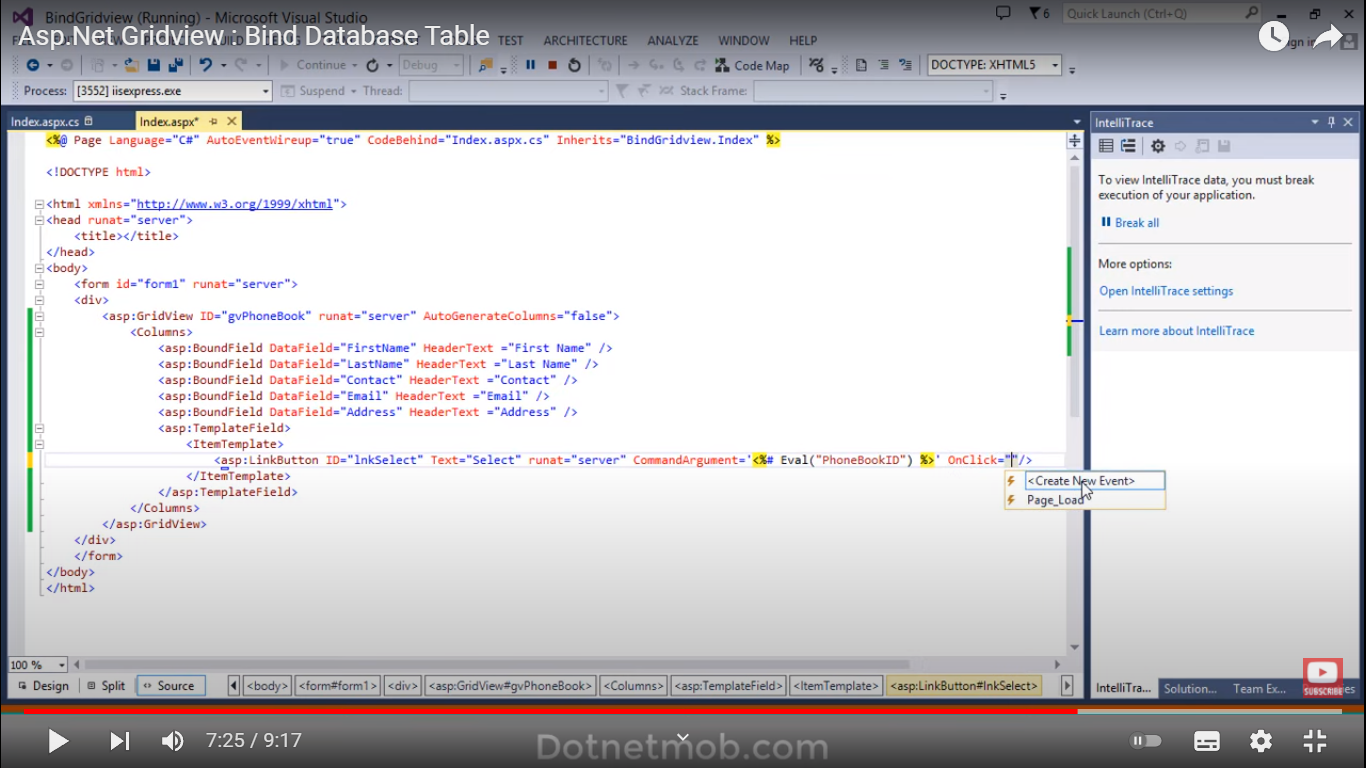 BindGridview (Running) - Microsoft Visual Studio
6
Quick Launch (Ctrl+Q)
Asp.Net Gridview : Bind Database Table
TEST ARCHITECTURE ANALYZE WINDOW HELP
Continue
Debug
Code Map
DOCTYPE: XHTML5
Process: [3552] iisexpress.exe
Suspend
Thread:
Stack Frame:
Index.aspx.cs
Index.aspx*
<%@ Page Language="C#" AutoEventWireup="true" CodeBehind="Index.aspx.cs" Inherits="BindGridview.Index" %>
<!DOCTYPE html>
<html xmlns="http://www.w3.org/1999/xhtml">
<head runat="server">
<title></title>
</head>
<body>
<form id="form1" runat="server">
<div>
<asp:GridView ID="gvPhoneBook" runat="server" AutoGenerateColumns="false">
<Columns>
<asp:BoundField DataField="FirstName" HeaderText ="First Name" />
<asp:BoundField DataField="LastName" HeaderText ="Last Name" />
<asp:BoundField DataField="Contact" HeaderText ="Contact" />
<asp:BoundField DataField="Email" HeaderText ="Email" />
<asp:BoundField DataField="Address" HeaderText ="Address" />
<asp:TemplateField>
<ItemTemplate>
<asp:LinkButton ID="lnkSelect" Text="Select" runat="server" CommandArgument='<%# Eval("PhoneBookID") %>' OnClick=""/>
<Create New Event>
Page_Load
</ItemTemplate>
</asp:TemplateField>
</Columns>
</asp:GridView>
</div>
</form>
</body>
</html>
IntelliTrace
To view IntelliTrace data, you must break
execution of your application.
Break all
More options:
Open IntelliTrace settings
Learn more about IntelliTrace
100 %
Design Split Source
<body> <form#form1> <div> <asp:GridView#gvPhoneBook> <Columns> <asp:TemplateField> <ItemTemplate> <asp:LinkButton#lnkSelect>
IntelliTra... Solution... Team Ex...
SUBSCRIBE
7:25 / 9:17
Dotnetmob.com